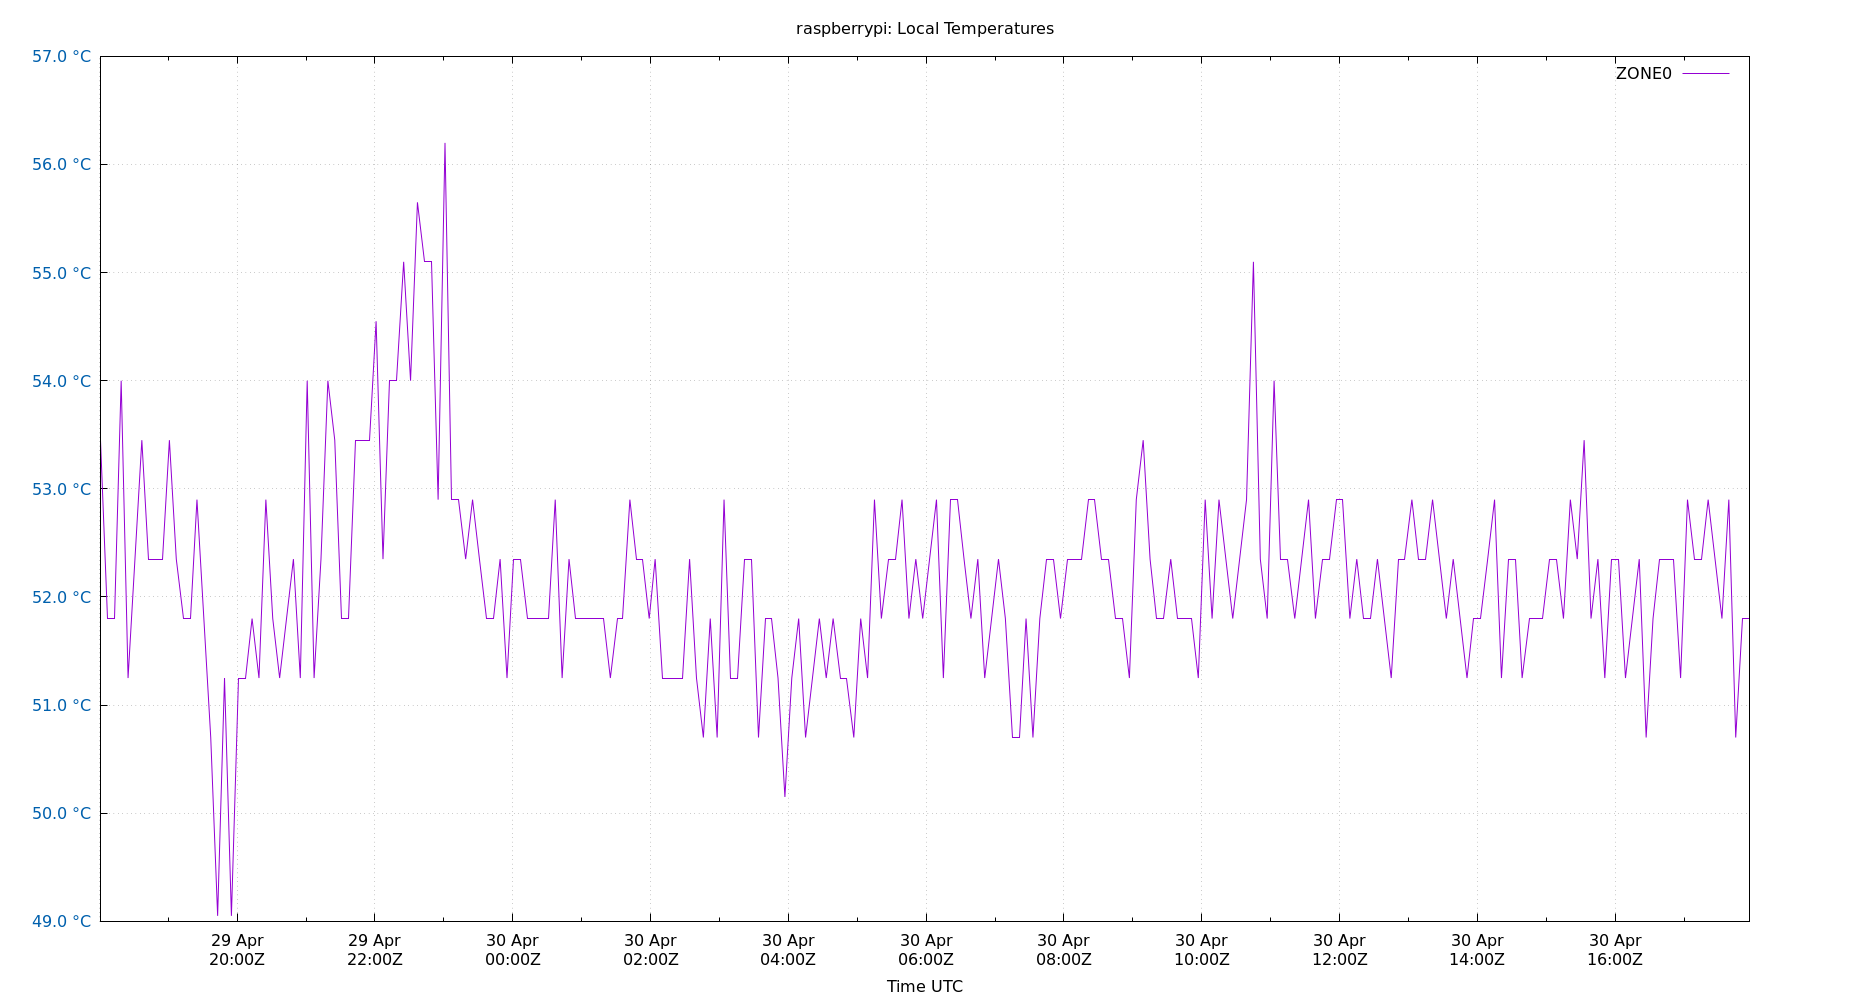 raspberrypi: Local Temperatures
57.0 °C
56.0 °C
55.0 °C
54.0 °C
53.0 °C
52.0 °C
51.0 °C
50.0 °C
49.0 °C
ZONE0
29 Apr 29 Apr 30 Apr 30 Apr 30 Apr 30 Apr 30 Apr 30 Apr 30 Apr 30 Apr 30 Apr
20:00Z 22:00Z 00:00Z 02:00Z 04:00Z 06:00Z 08:00Z 10:00Z 12:00Z 14:00Z 16:00Z
Time UTC